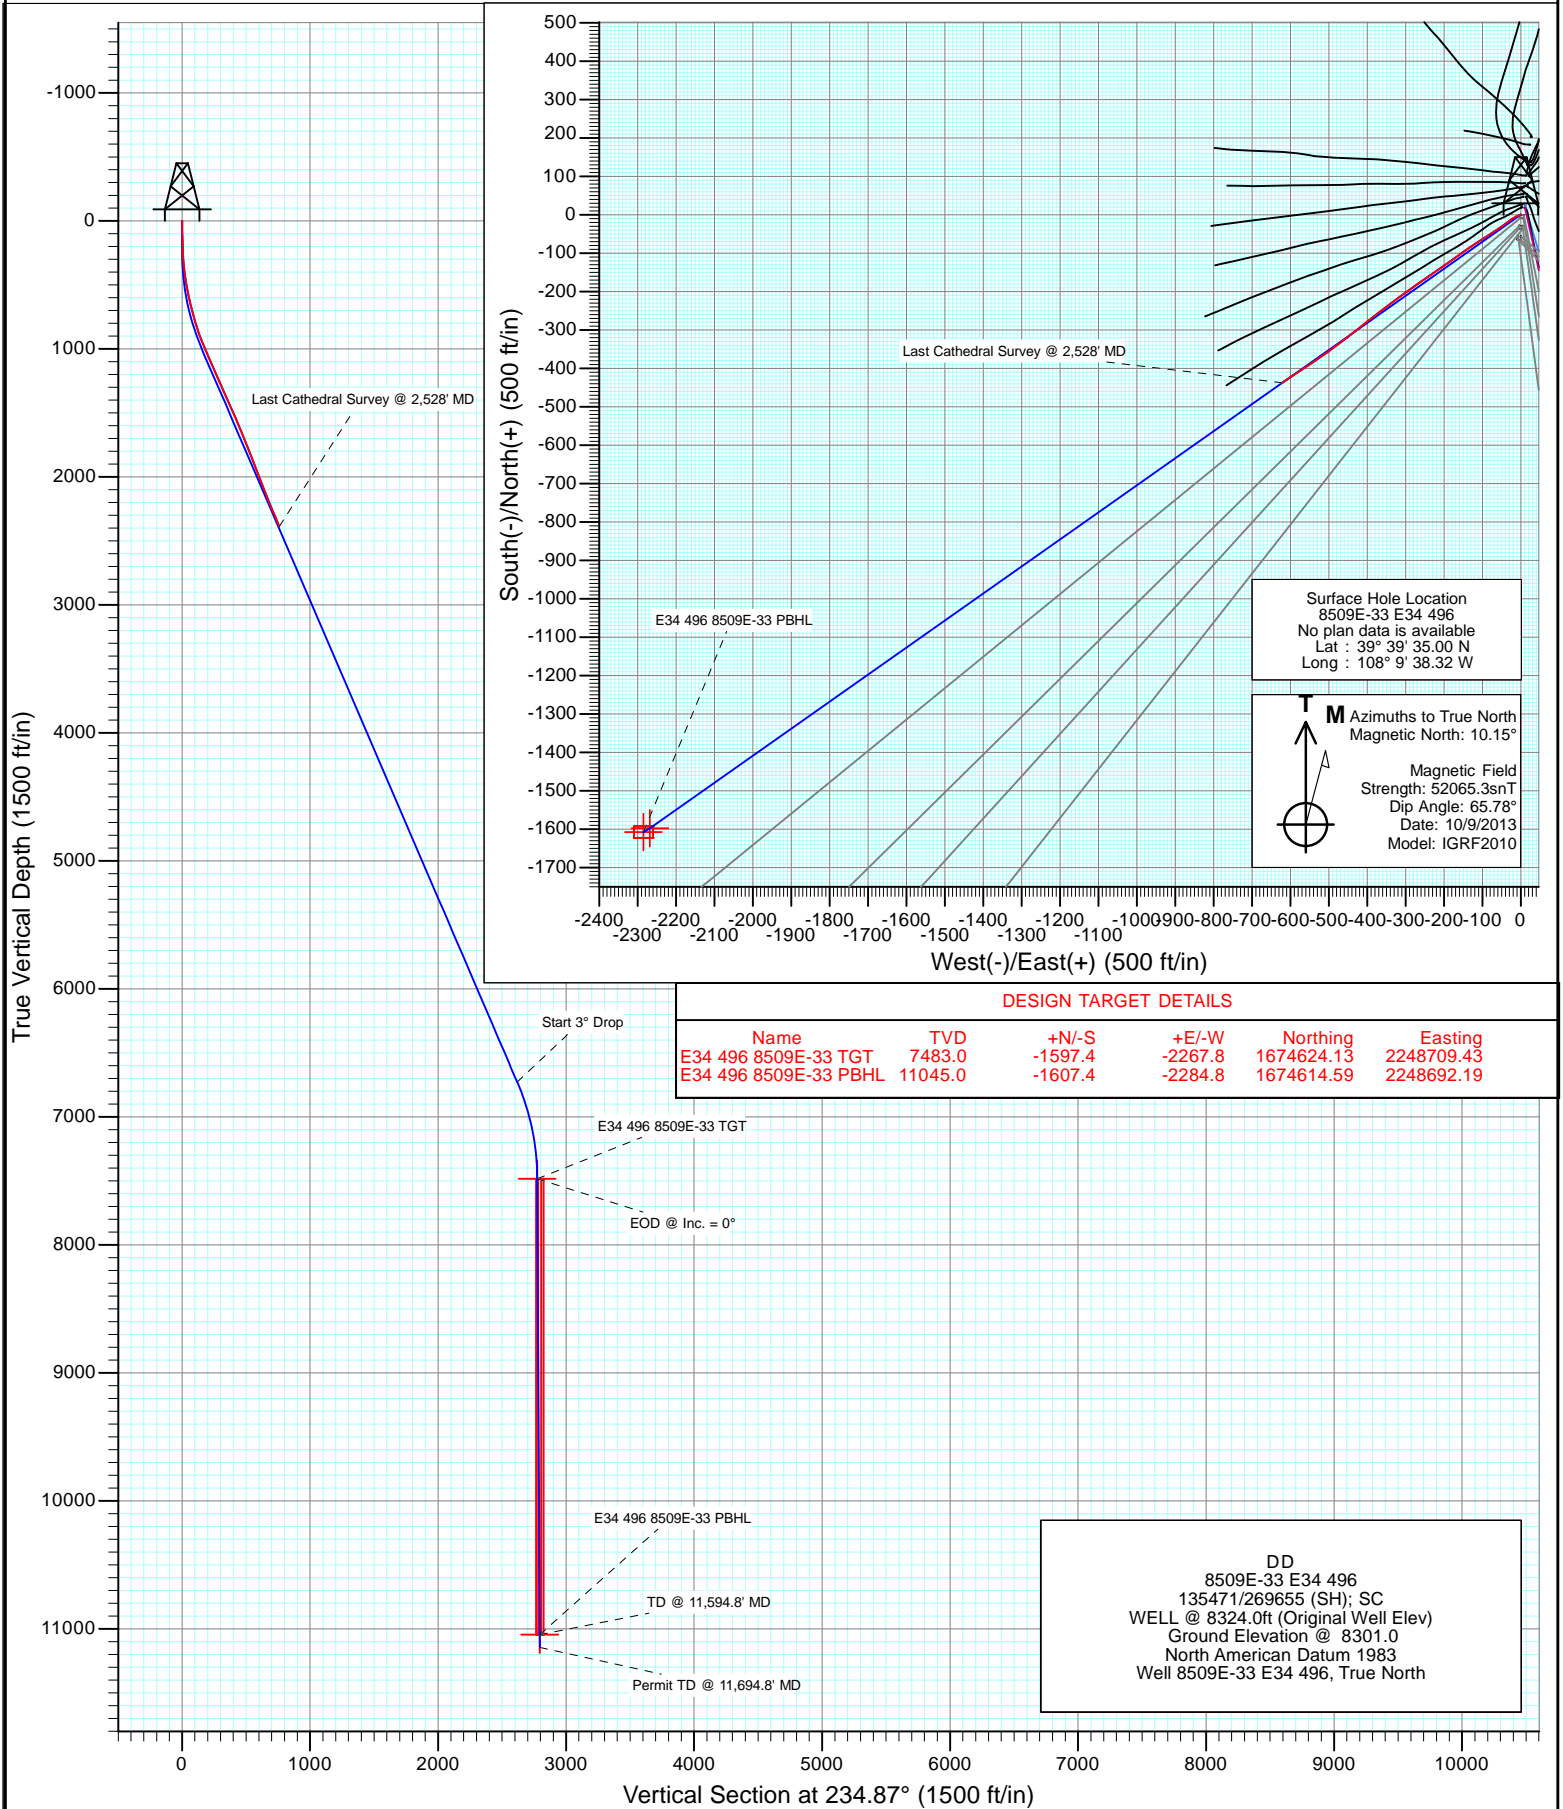 True Vertical Depth (1500 ft/in)
-1000
0
1000
2000
3000
4000
5000
6000
7000
8000
9000
10000
11000
Last Cathedral Survey @ 2,528' MD
Start 3° Drop
E34 496 8509E-33 TGT
EOD @ Inc. = 0°
E34 496 8509E-33 PBHL
TD @ 11,594.8' MD
Permit TD @ 11,694.8' MD
0
1000
2000
3000
4000
5000
6000
7000
8000
9000
10000
Vertical Section at 234.87° (1500 ft/in)
South(-)/North(+) (500 ft/in)
500
400
300
200
100
0
-100
-200
-300
-400
-500
-600
-700
-800
-900
-1000
-1100
-1200
-1300
-1400
-1500
-1600
-1700
Last Cathedral Survey @ 2,528' MD
E34 496 8509E-33 PBHL
-2400
-2300
-2200
-2100
-2000
-1900
-1800
-1700
-1600
-1500
-1400
-1300
-1200
-1100
-1000
-900
-800
-700
-600
-500
-400
-300
-200
-100
0
West(-)/East(+) (500 ft/in)
Surface Hole Location
8509E-33 E34 496
No plan data is available
Lat : 39° 39' 35.00 N
Long : 108° 9' 38.32 W
T
M
Azimuths to True North
Magnetic North: 10.15°
Magnetic Field
Strength: 52065.3snT
Dip Angle: 65.78°
Date: 10/9/2013
Model: IGRF2010
DESIGN TARGET DETAILS
Name TVD +N/-S +E/-W Northing Easting
E34 496 8509E-33 TGT 7483.0 -1597.4 -2267.8 1674624.13 2248709.43
E34 496 8509E-33 PBHL 11045.0 -1607.4 -2284.8 1674614.59 2248692.19
DD
8509E-33 E34 496
135471/269655 (SH); SC
WELL @ 8324.0ft (Original Well Elev)
Ground Elevation @ 8301.0
North American Datum 1983
Well 8509E-33 E34 496, True North